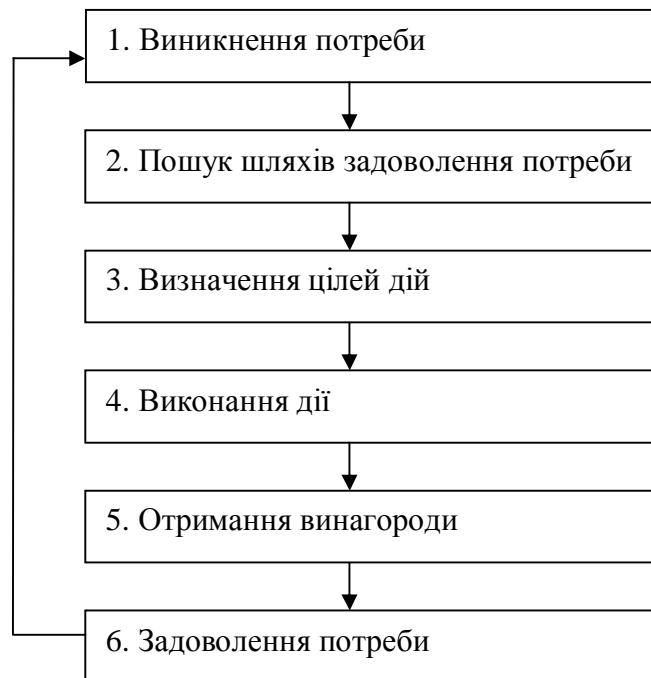 1. Виникнення потреби
2. Пошук шляхів задоволення потреби
3. Визначення цілей дій
4. Виконання дії
5. Отримання винагороди
6. Задоволення потреби